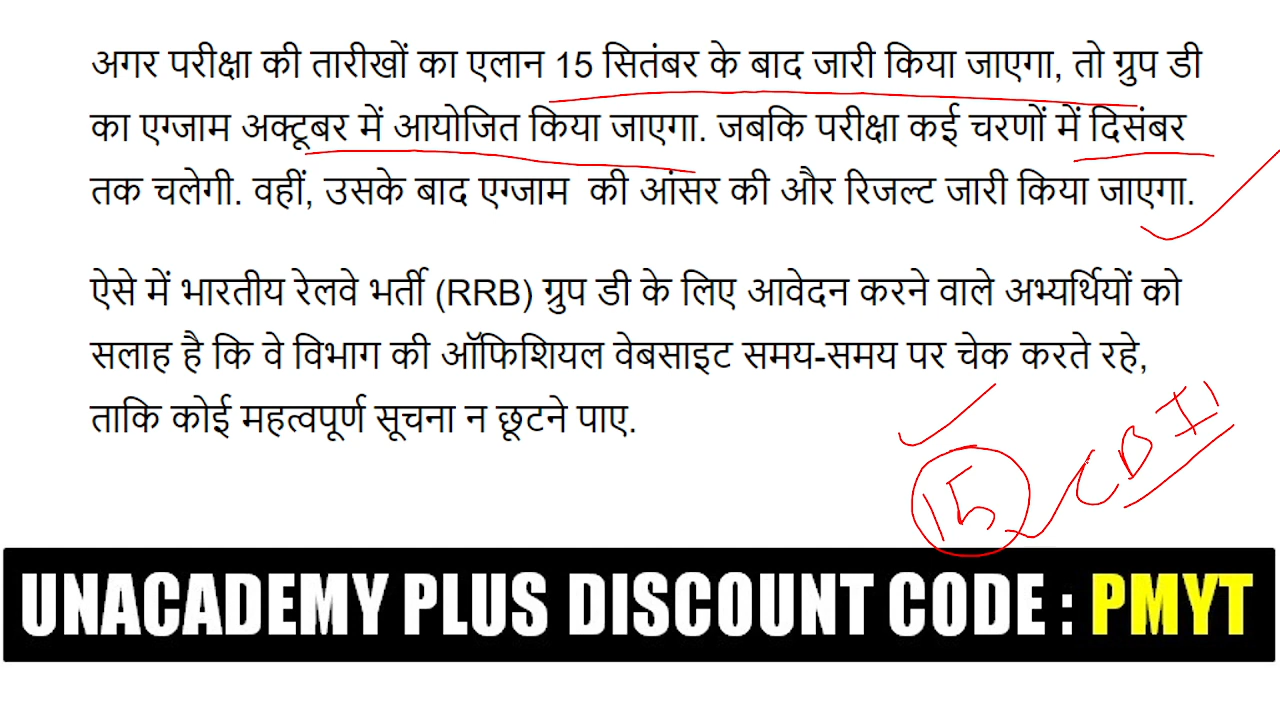 अगर परीक्षा की तारीखों का एलान 15 सितंबर के बाद जारी किया जाएगा, तो ग्रुप डी
का एग्जाम अक्टूबर में आयोजित किया जाएगा. जबकि परीक्षा कई चरणों में दिसंबर
तक चलेगी. वहीं, उसके बाद एग्जाम की आंसर की और रिजल्ट जारी किया जाएगा.
ऐसे में भारतीय रेलवे भर्ती (RRB) ग्रुप डी के लिए आवेदन करने वाले अभ्यर्थियों को
सलाह है कि वे विभाग की ऑफिशियल वेबसाइट समय-समय पर चेक करते रहे,
ताकि कोई महत्वपूर्ण सूचना न छूटने पाए.
15
UNACADEMY PLUS DISCOUNT CODE : PMYT